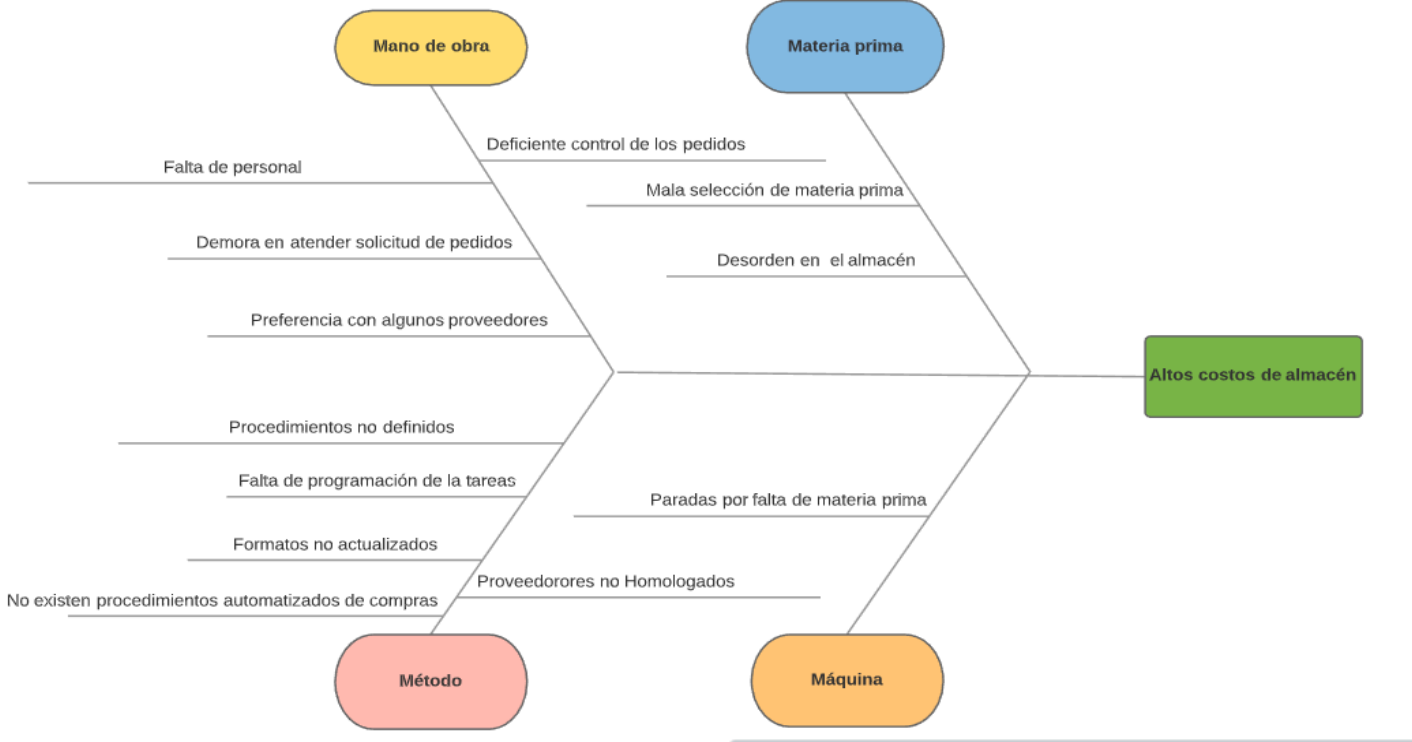 Mano de obra
Materia prima
Deficiente control de los pedidos
Falta de personal
Mala selección de materia prima
Demora en atender solicitud de pedidos
Desorden en el almacén
Preferencia con algunos proveedores
Altos costos de almacén
Procedimientos no definidos
Falta de programación de la tareas
Paradas por falta de materia prima
Formatos no actualizados
Proveedorores no Homologados
No existen procedimientos automatizados de compras
Método
Máquina